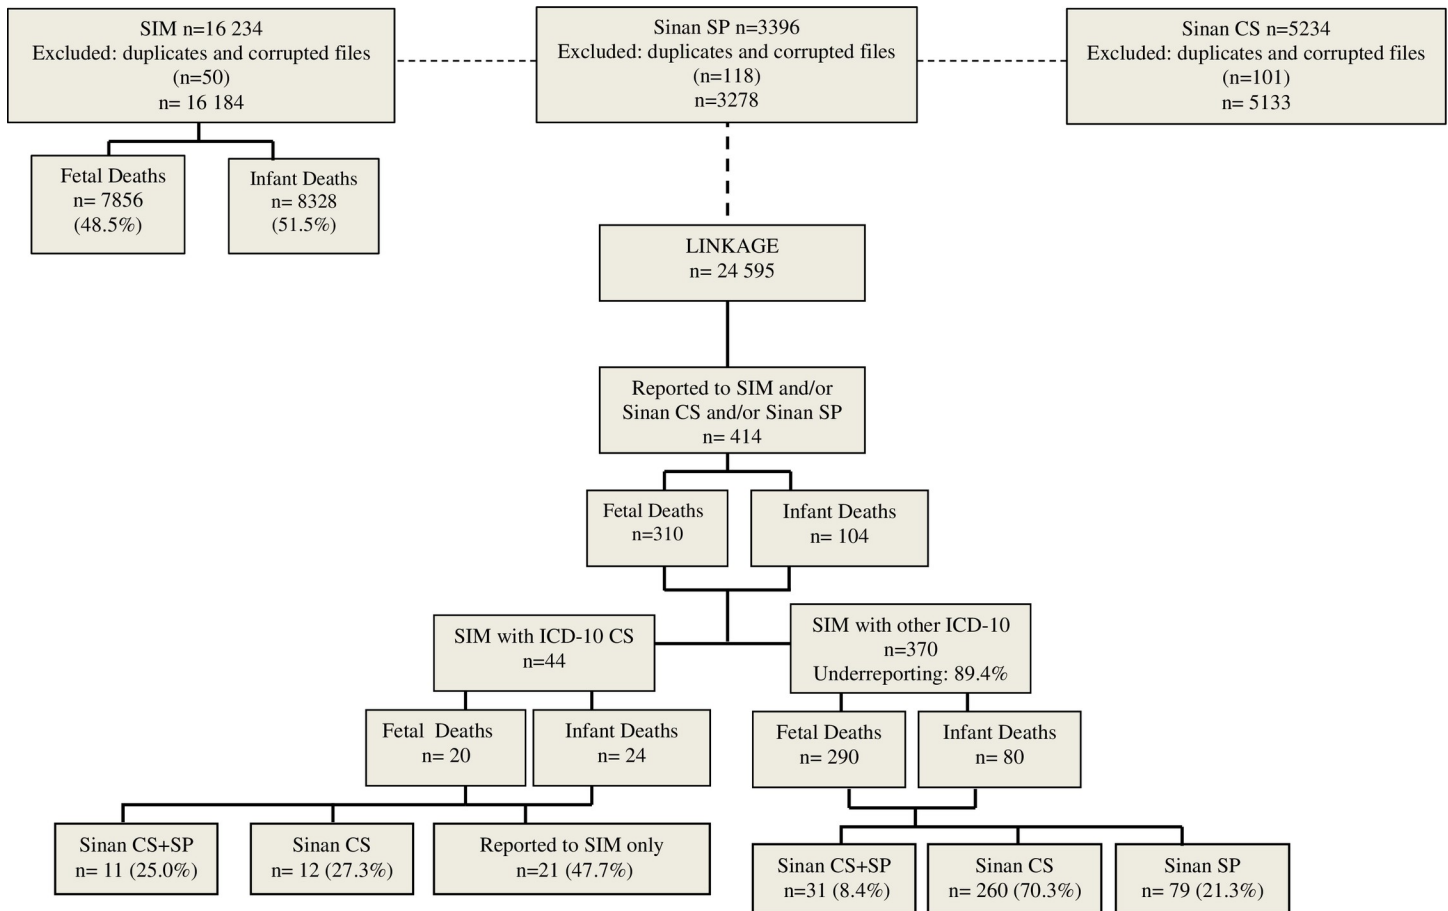 SIM n=16 234
Excluded: duplicates and corrupted files
(n=50)
n= 16 184
Sinan SP n=3396
Excluded: duplicates and corrupted files
(n=118)
n=3278
Sinan CS n=5234
Excluded: duplicates and corrupted files
(n=101)
n= 5133
Fetal Deaths
n= 7856
(48.5%)
Infant Deaths
n= 8328
(51.5%)
LINKAGE
n= 24 595
Reported to SIM and/or
Sinan CS and/or Sinan SP
n= 414
Fetal Deaths
n=310
Infant Deaths
n= 104
SIM with ICD-10 CS
n=44
SIM with other ICD-10
n=370
Underreporting: 89.4%
Fetal Deaths
n= 20
Infant Deaths
n= 24
Fetal Deaths
n= 290
Infant Deaths
n= 80
Sinan CS+SP
n= 11 (25.0%)
Sinan CS
n= 12 (27.3%)
Reported to SIM only
n=21 (47.7%)
Sinan CS+SP
n=31 (8.4%)
Sinan CS
n= 260 (70.3%)
Sinan SP
n= 79 (21.3%)